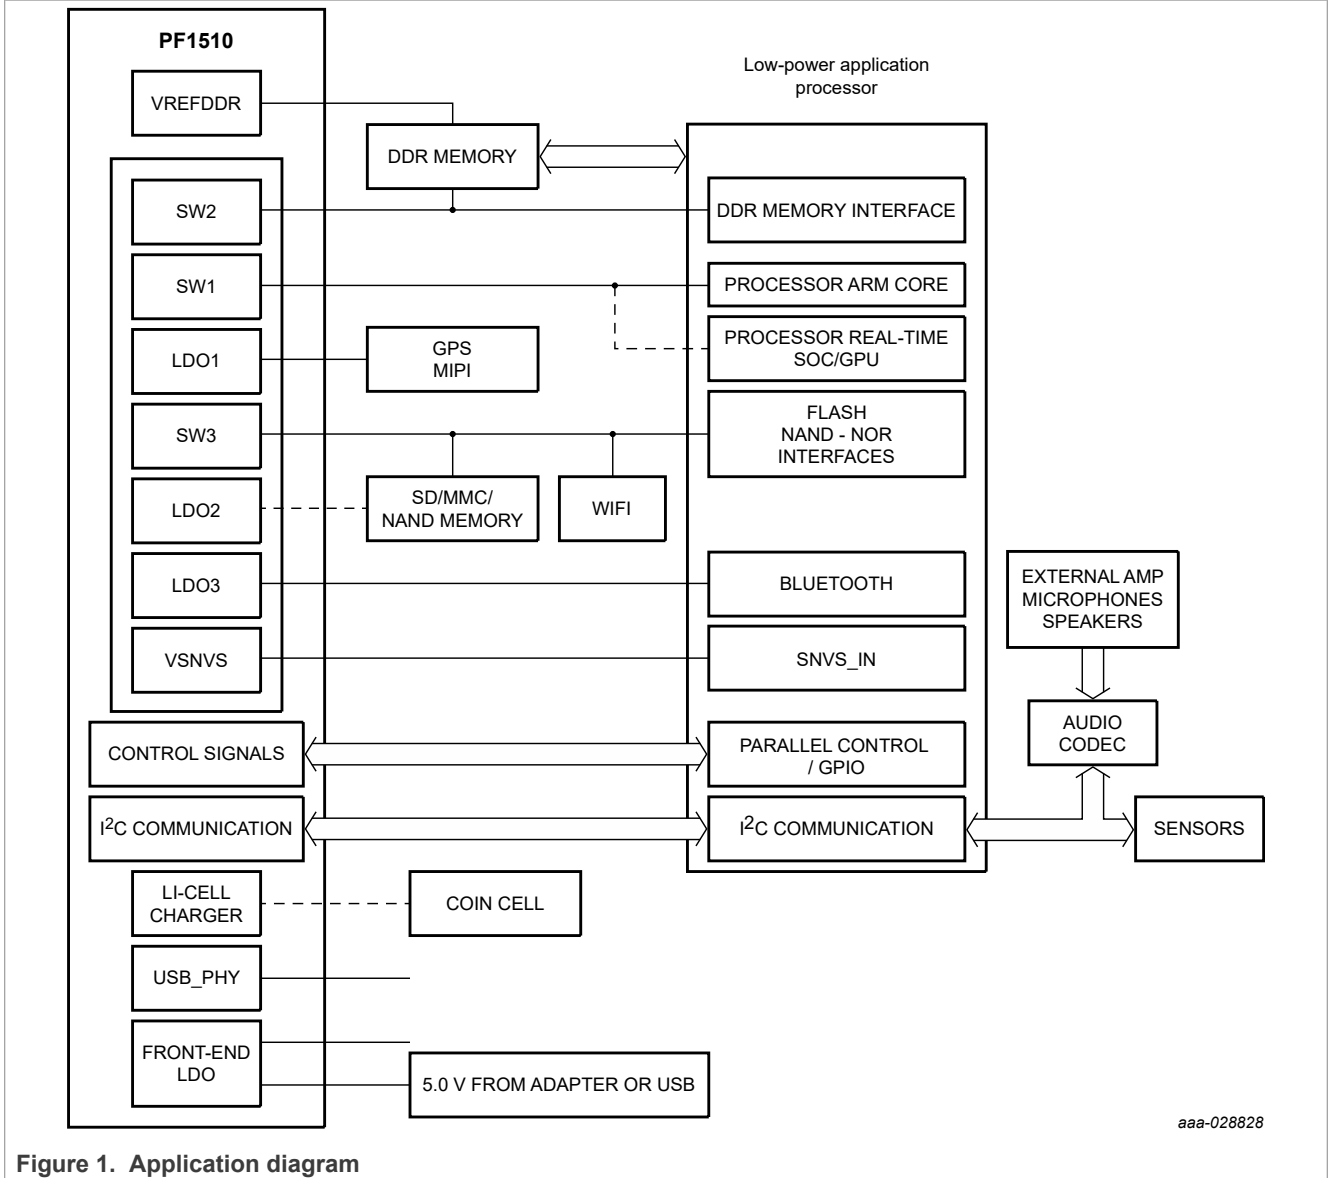 PF1510
Low-power application
processor
VREFDDR
DDR MEMORY
SW2
DDR MEMORY INTERFACE
SW1
PROCESSOR ARM CORE
PROCESSOR REAL-TIME
SOC/GPU
LDO1
GPS
MIPI
SW3
FLASH
NAND - NOR
INTERFACES
LDO2
SD/MMC/
NAND MEMORY
WIFI
LDO3
BLUETOOTH
EXTERNAL AMP
MICROPHONES
SPEAKERS
VSNVS
SNVS_IN
AUDIO
CODEC
CONTROL SIGNALS
PARALLEL CONTROL
/ GPIO
I2C COMMUNICATION
I2C COMMUNICATION
SENSORS
LI-CELL
CHARGER
COIN CELL
USB_PHY
FRONT-END
LDO
5.0 V FROM ADAPTER OR USB
aaa-028828
Figure 1. Application diagram